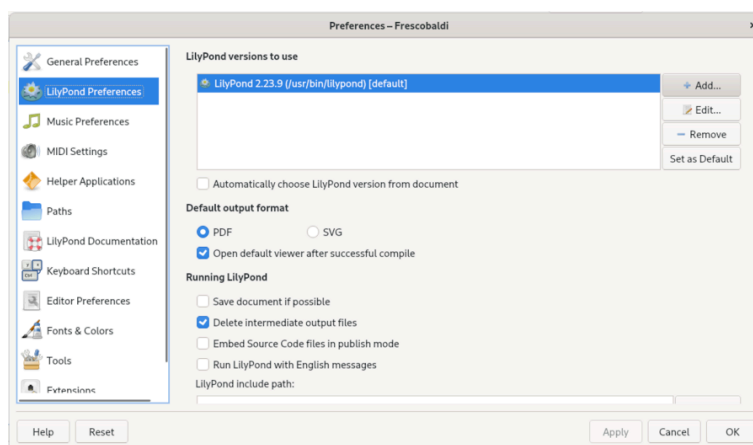 Preferences – Frescobaldi
General Preferences
LilyPond Preferences
Music Preferences
MIDI Settings
Helper Applications
Paths
LilyPond Documentation
Keyboard Shortcuts
Editor Preferences
Fonts & Colors
Tools
Extensions
LilyPond versions to use
LilyPond 2.23.9 (/usr/bin/lilypond) [default]
Add...
Edit...
Remove
Set as Default
Automatically choose LilyPond version from document
Default output format
PDF SVG
Open default viewer after successful compile
Running LilyPond
Save document if possible
Delete intermediate output files
Embed Source Code files in publish mode
Run LilyPond with English messages
LilyPond include path:
Help Reset Apply Cancel OK